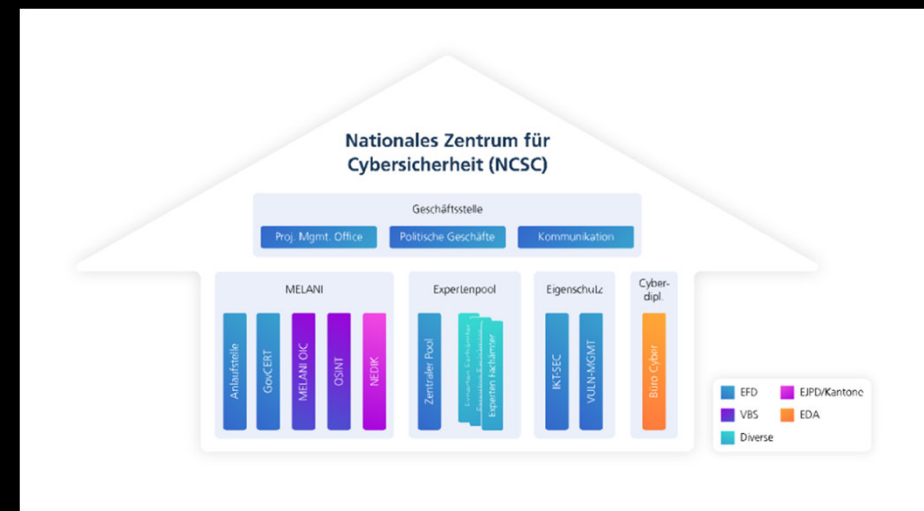 Nationales Zentrum für
Cybersicherheit (NCSC)
Geschäftsstelle
Proj. Mgmt. Office
Politische Geschäfte
Kommunikation
MELANI
Anlaufstelle
GovCERT
MELANI OIC
OSINT
NEDIK
Expertenpool
Zentraler Pool
Experten Fachämter
Eigenschutz
IKT-SEC
VULN-MGMT
Cyber-
dipl.
Büro Cyber
EFD
EJPD/Kantone
VBS
EDA
Diverse